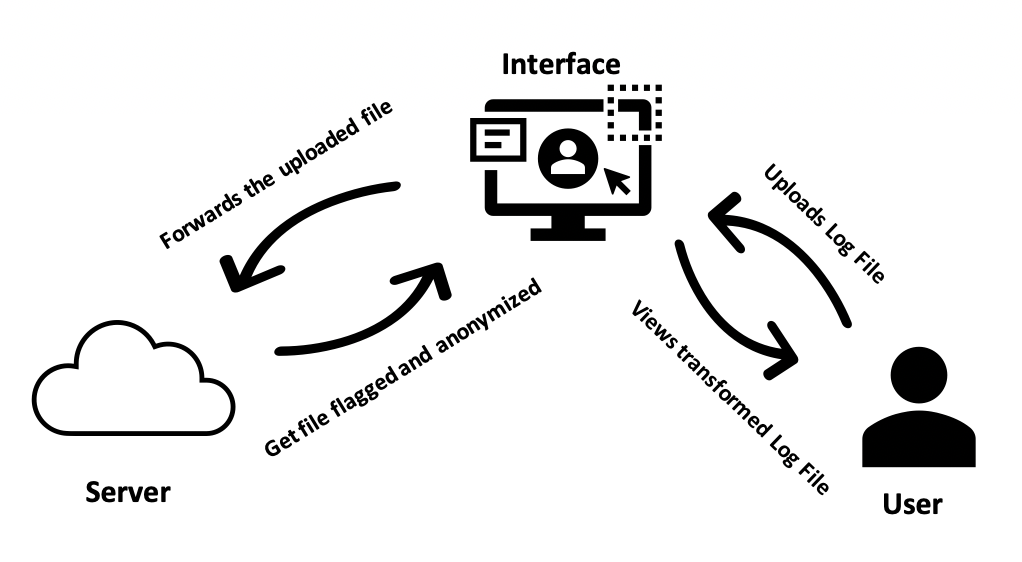 Interface
Forwards the uploaded file
Uploads Log File
Get file flagged and anonymized
Views transformed Log File
Server
User